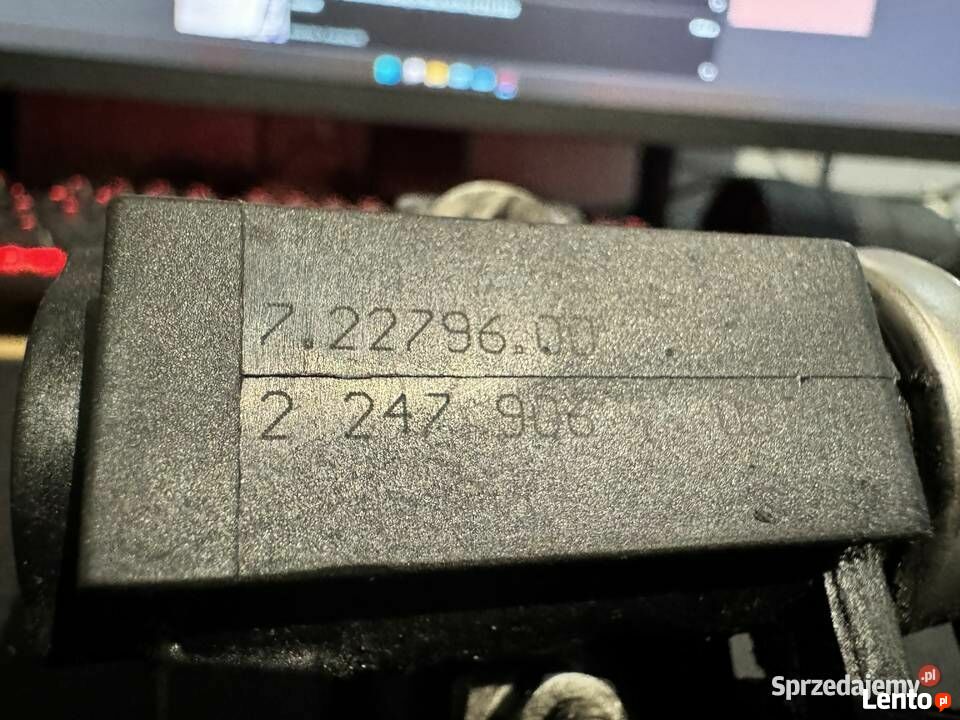 7.22796.00
2 247 906
Sprzedajemy.pl
Lento.pl